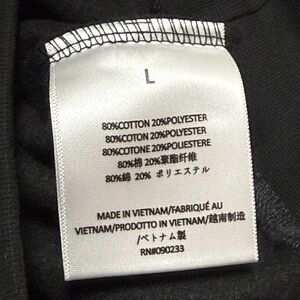 L
80%COTTON 20%POLYESTER
80%COTTON 20%POLYESTER
80%COTONE 20%POLIESTERE
80%棉 20%聚酯纤维
80%綿 20% ポリエステル
MADE IN VIETNAM/FABRIQUÉ AU
VIETNAM/PRODOTTO IN VIETNAM/越南制造
/ベトナム製
RN#090233